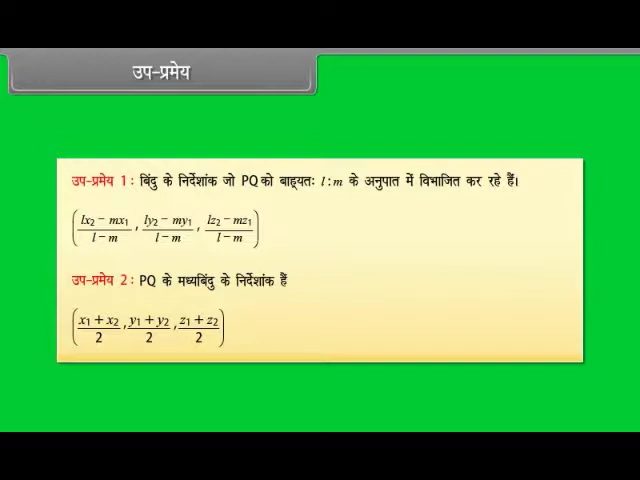 उप-प्रमेय
उप-प्रमेय 1 : बिंदु के निर्देशांक जो PQ को बाह्यतः l : m के अनुपात में विभाजित कर रहे हैं।
( lx₂ − mx₁ / l − m , ly₂ − my₁ / l − m , lz₂ − mz₁ / l − m )
उप-प्रमेय 2 : PQ के मध्यबिंदु के निर्देशांक हैं
( x₁ + x₂ / 2 , y₁ + y₂ / 2 , z₁ + z₂ / 2 )